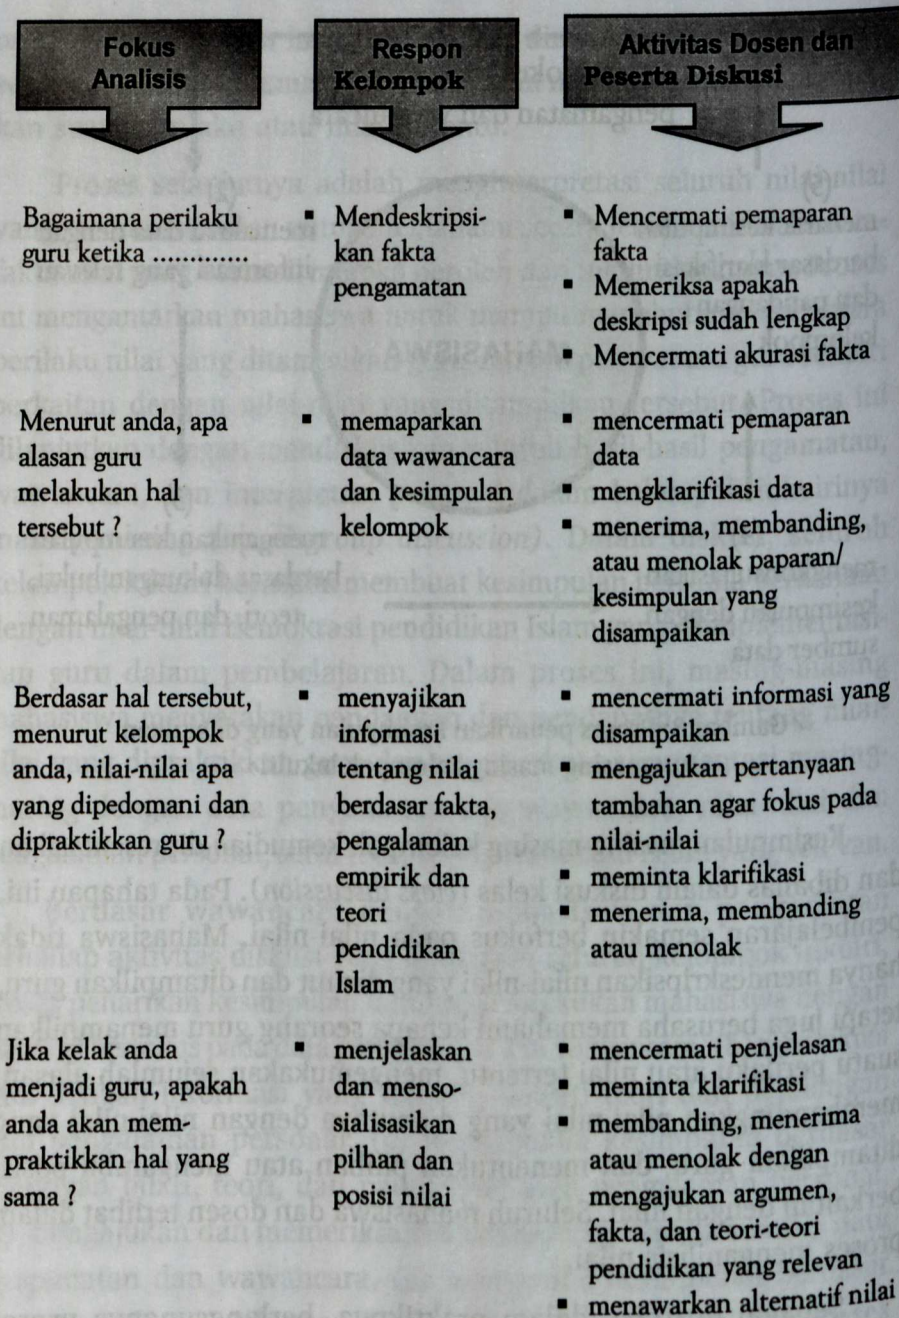 Fokus
Analisis
Respon
Kelompok
Aktivitas Dosen dan
Peserta Diskusi
Bagaimana perilaku
guru ketika ..............
▪ Mendeskripsi-
kan fakta
pengamatan
▪ Mencermati pemaparan
fakta
▪ Memeriksa apakah
deskripsi sudah lengkap
▪ Mencermati akurasi fakta
Menurut anda, apa
alasan guru
melakukan hal
tersebut ?
▪ memaparkan
data wawancara
dan kesimpulan
kelompok
▪ mencermati pemaparan
data
▪ mengklarifikasi data
▪ menerima, membanding,
atau menolak paparan/
kesimpulan yang
disampaikan
Berdasar hal tersebut,
menurut kelompok
anda, nilai-nilai apa
yang dipedomani dan
dipraktikkan guru ?
▪ menyajikan
informasi
tentang nilai
berdasar fakta,
pengalaman
empirik dan
teori
pendidikan
Islam
▪ mencermati informasi yang
disampaikan
▪ mengajukan pertanyaan
tambahan agar fokus pada
nilai-nilai
▪ meminta klarifikasi
▪ menerima, membanding
atau menolak
Jika kelak anda
menjadi guru, apakah
anda akan mem-
praktikkan hal yang
sama ?
▪ menjelaskan
dan menso-
sialisasikan
pilhan dan
posisi nilai
▪ mencermati penjelasan
▪ meminta klarifikasi
▪ membanding, menerima
atau menolak dengan
mengajukan argumen,
fakta, dan teori-teori
pendidikan yang relevan
▪ menawarkan alternatif nilai